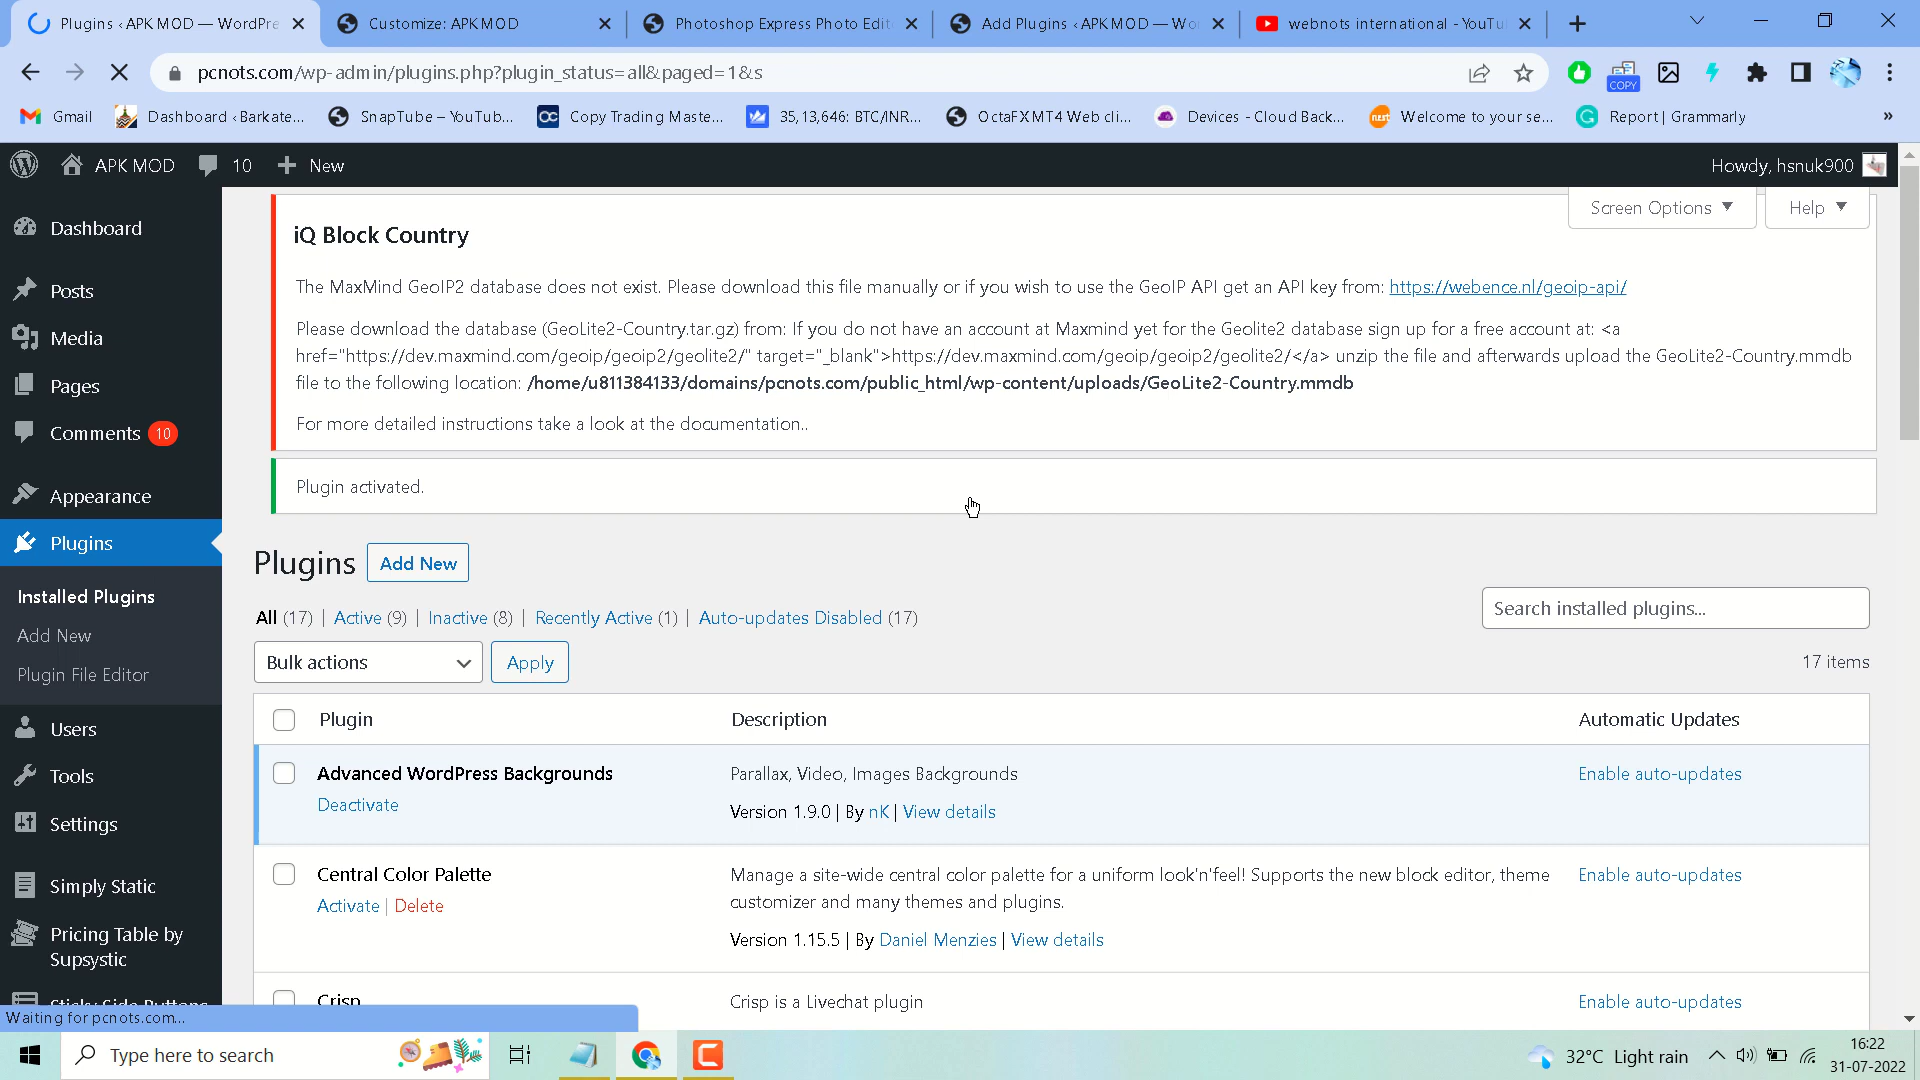 Plugins ‹ APK MOD — WordPre
Customize: APK MOD
Photoshop Express Photo Edit
Add Plugins ‹ APK MOD — Wo
webnots international - YouTu
pcnots.com/wp-admin/plugins.php?plugin_status=all&paged=1&s
COPY
Gmail
Dashboard ‹ Barkate...
SnapTube – YouTub...
CC
Copy Trading Maste...
35,13,646: BTC/INR...
OctaFX MT4 Web cli...
Devices - Cloud Back...
Welcome to your se...
Report | Grammarly
»
APK MOD
10
New
Howdy, hsnuk900
Screen Options
Help
Dashboard
Posts
Media
Pages
Comments 10
Appearance
Plugins
Installed Plugins
Add New
Plugin File Editor
Users
Tools
Settings
Simply Static
Pricing Table by
Supsystic
Sticky Side Buttons
iQ Block Country
The MaxMind GeoIP2 database does not exist. Please download this file manually or if you wish to use the GeoIP API get an API key from: https://webence.nl/geoip-api/
Please download the database (GeoLite2-Country.tar.gz) from: If you do not have an account at Maxmind yet for the Geolite2 database sign up for a free account at: <a
href="https://dev.maxmind.com/geoip/geoip2/geolite2/" target="_blank">https://dev.maxmind.com/geoip/geoip2/geolite2/</a> unzip the file and afterwards upload the GeoLite2-Country.mmdb
file to the following location: /home/u811384133/domains/pcnots.com/public_html/wp-content/uploads/GeoLite2-Country.mmdb
For more detailed instructions take a look at the documentation..
Plugin activated.
Plugins
Add New
All (17) | Active (9) | Inactive (8) | Recently Active (1) | Auto-updates Disabled (17)
Search installed plugins...
Bulk actions
Apply
17 items
Plugin
Description
Automatic Updates
Advanced WordPress Backgrounds
Deactivate
Parallax, Video, Images Backgrounds
Version 1.9.0 | By nK | View details
Enable auto-updates
Central Color Palette
Activate | Delete
Manage a site-wide central color palette for a uniform look'n'feel! Supports the new block editor, theme
customizer and many themes and plugins.
Version 1.15.5 | By Daniel Menzies | View details
Enable auto-updates
Crisp
Crisp is a Livechat plugin
Enable auto-updates
Waiting for pcnots.com...
Type here to search
32°C Light rain
16:22
31-07-2022